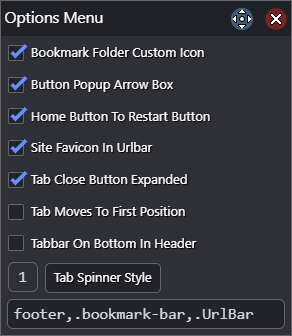 Options Menu
Bookmark Folder Custom Icon
Button Popup Arrow Box
Home Button To Restart Button
Site Favicon In Urlbar
Tab Close Button Expanded
Tab Moves To First Position
Tabbar On Bottom In Header
1 Tab Spinner Style
footer,.bookmark-bar,.UrlBar